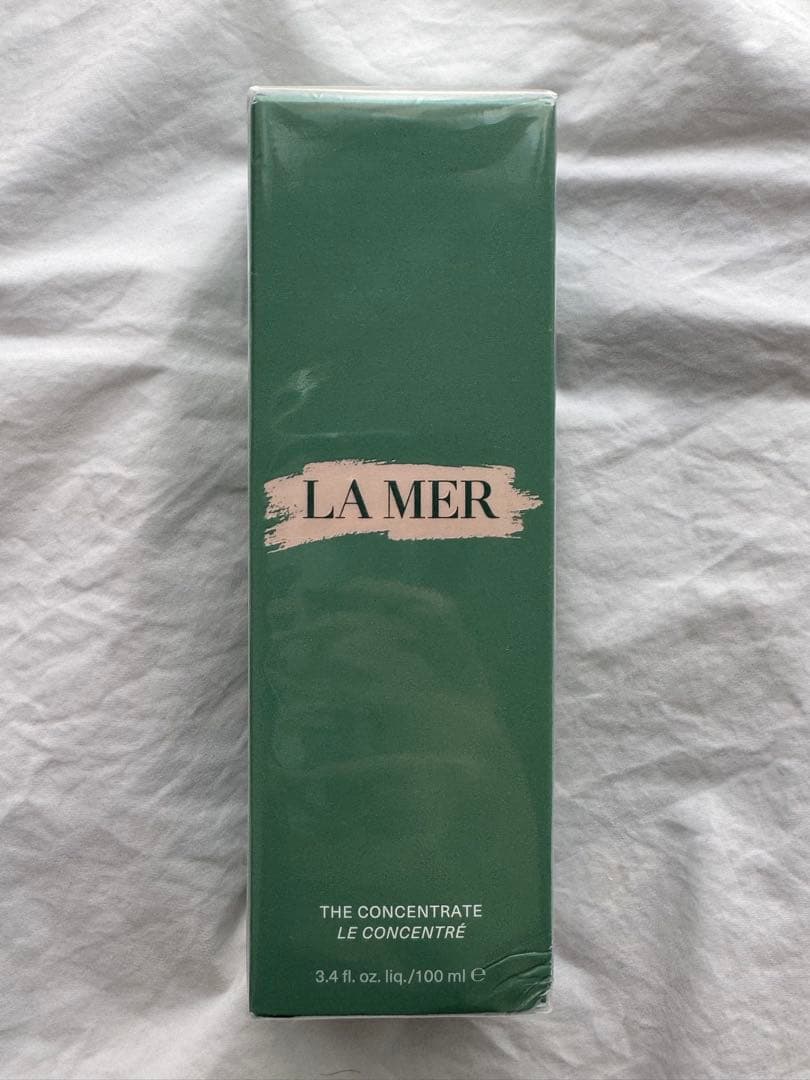 LA MER
THE CONCENTRATE
LE CONCENTRÉ
3.4 fl. oz. liq./100 ml ℮